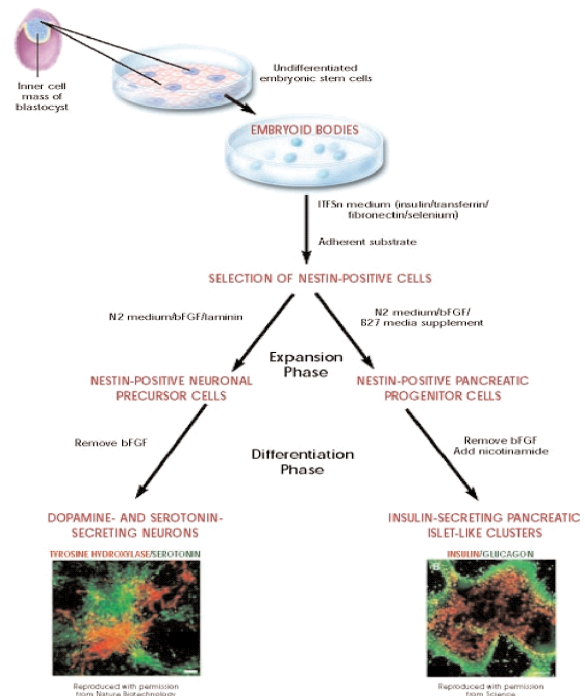 Inner cell
mass of
blastocyst
Undifferentiated
embryonic stem cells
EMBRYOID BODIES
ITFSn medium (insulin/transferrin/
fibronectin/selenium)
Adherent substrate
SELECTION OF NESTIN-POSITIVE CELLS
N2 medium/bFGF/laminin
N2 medium/bFGF/
B27 media supplement
Expansion
Phase
NESTIN-POSITIVE NEURONAL
PRECURSOR CELLS
NESTIN-POSITIVE PANCREATIC
PROGENITOR CELLS
Remove bFGF
Differentiation
Phase
Remove bFGF
Add nicotinamide
DOPAMINE- AND SEROTONIN-
SECRETING NEURONS
INSULIN-SECRETING PANCREATIC
ISLET-LIKE CLUSTERS
TYROSINE HYDROXYLASE/SEROTONIN
INSULIN/GLUCAGON
B
Reproduced with permission
from Nature Biotechnology
Reproduced with permission
from Science